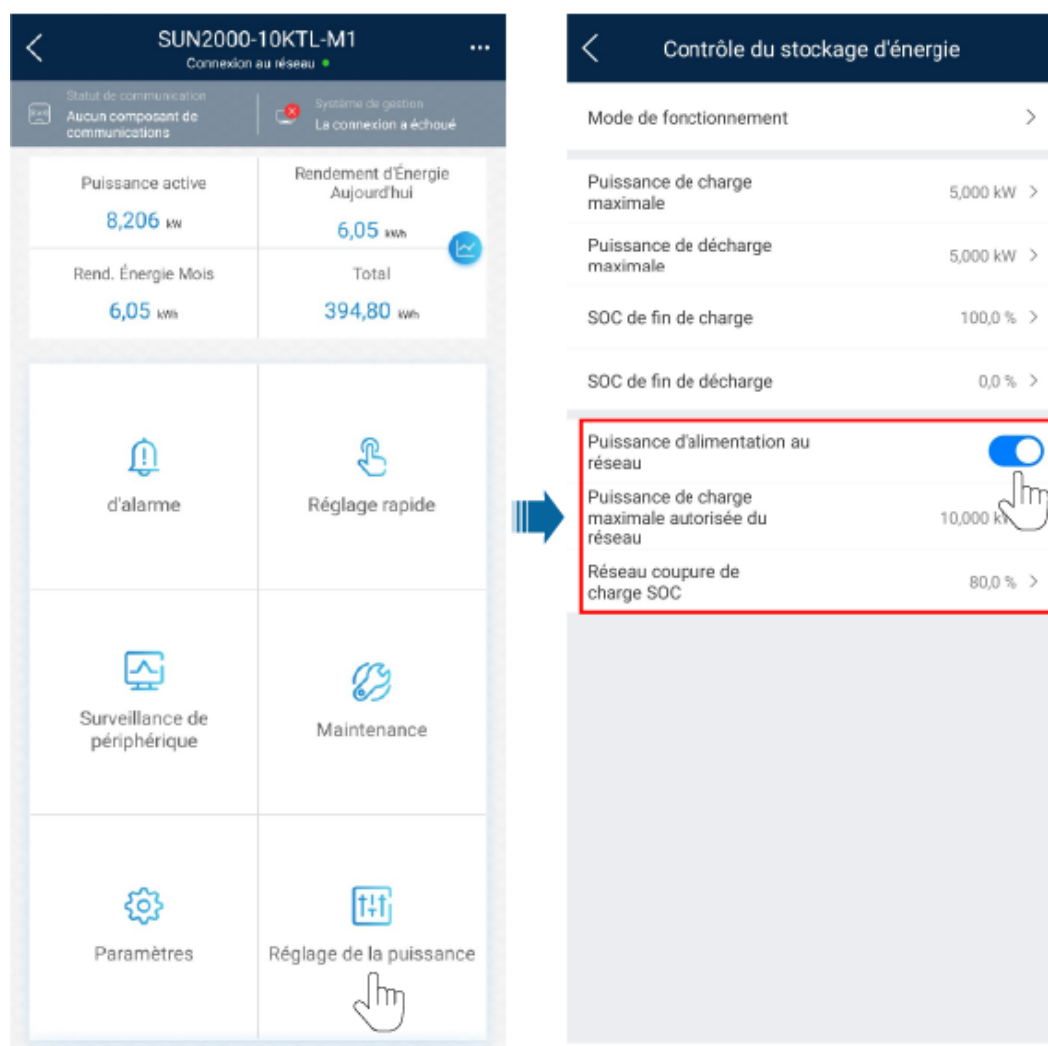 SUN2000-10KTL-M1
Connexion au réseau
Statut de communication
Aucun composant de
communications
Système de gestion
La connexion a échoué
Puissance active
8,206 kW
Rendement d'Énergie
Aujourd'hui
6,05 kWh
Rend. Énergie Mois
6,05 kWh
Total
394,80 kWh
d'alarme
Réglage rapide
Surveillance de
périphérique
Maintenance
Paramètres
Réglage de la puissance
Contrôle du stockage d'énergie
Mode de fonctionnement
Puissance de charge
maximale
5,000 kW
Puissance de décharge
maximale
5,000 kW
SOC de fin de charge
100,0 %
SOC de fin de décharge
0,0 %
Puissance d'alimentation au
réseau
Puissance de charge
maximale autorisée du
réseau
10,000
Réseau coupure de
charge SOC
80,0 %